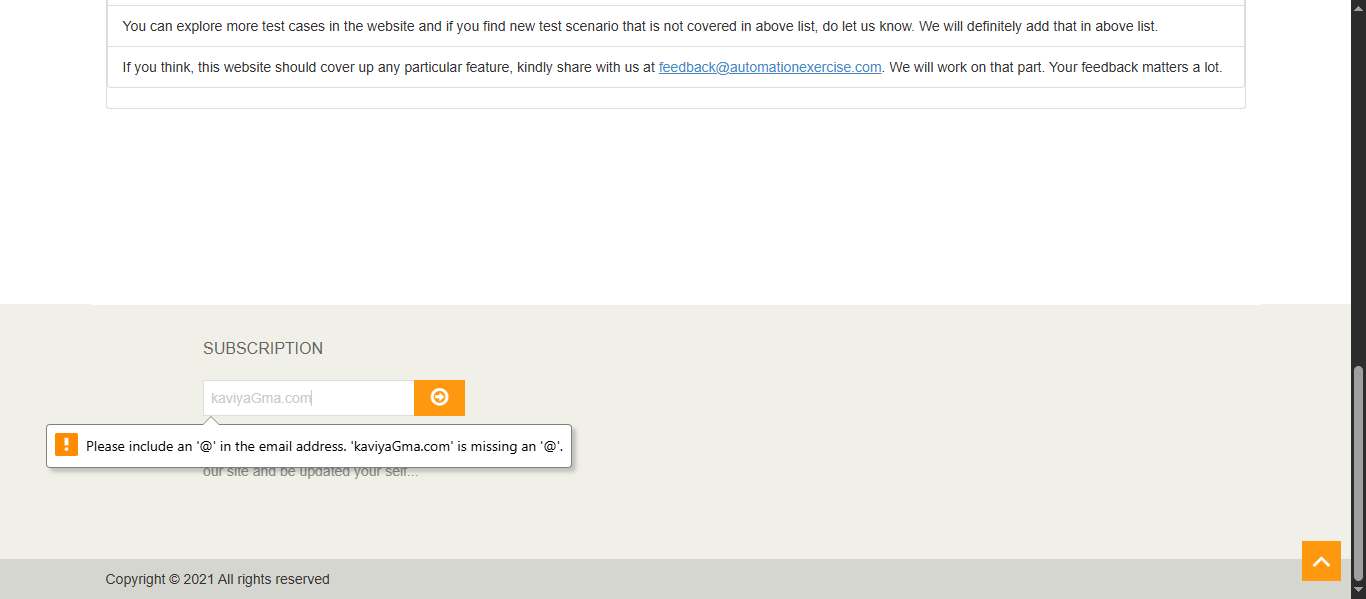 You can explore more test cases in the website and if you find new test scenario that is not covered in above list, do let us know. We will definitely add that in above list.
If you think, this website should cover up any particular feature, kindly share with us at feedback@automationexercise.com. We will work on that part. Your feedback matters a lot.
SUBSCRIPTION
kaviyaGma.com
Please include an '@' in the email address. 'kaviyaGma.com' is missing an '@'.
our site and be updated your self...
Copyright © 2021 All rights reserved